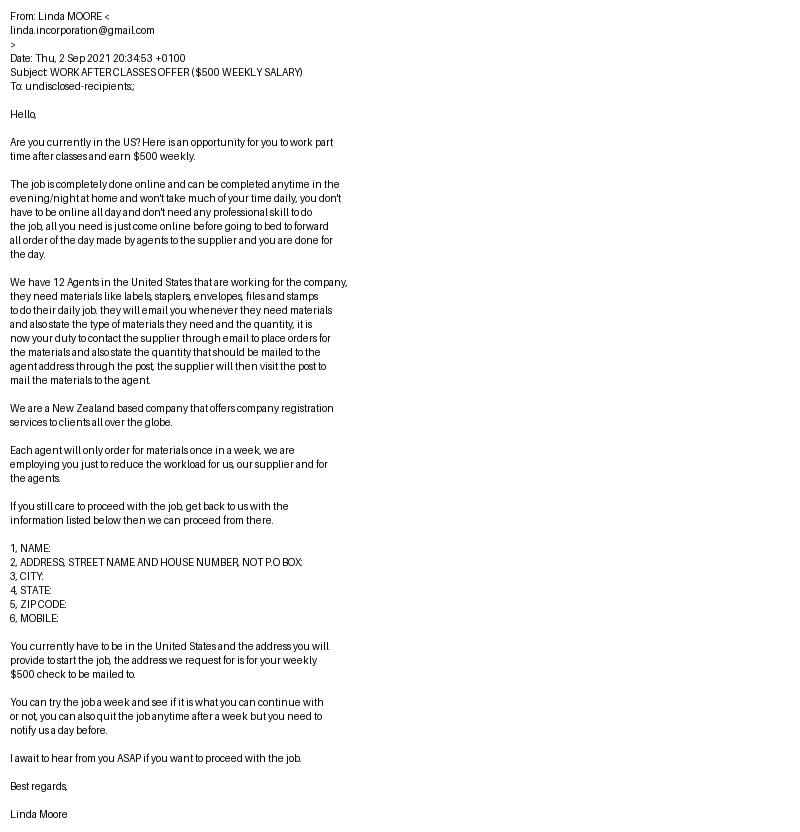 From: Linda MOORE <
linda.incorporation@gmail.com
>
Date: Thu, 2 Sep 2021 20:34:53 +0100
Subject: WORK AFTER CLASSES OFFER ( $500 WEEKLY SALARY)
To: undisclosed-recipients:;

Hello,

Are you currently in the US? Here is an opportunity for you to work part
time after classes and earn $500 weekly.

The job is completely done online and can be completed anytime in the
evening/night at home and won't take much of your time daily, you don't
have to be online all day and don't need any professional skill to do
the job, all you need is just come online before going to bed to forward
all order of the day made by agents to the supplier and you are done for
the day.

We have 12 Agents in the United States that are working for the company,
they need materials like labels, staplers, envelopes, files and stamps
to do their daily job. they will email you whenever they need materials
and also state the type of materials they need and the quantity, it is
now your duty to contact the supplier through email to place orders for
the materials and also state the quantity that should be mailed to the
agent address through the post, the supplier will then visit the post to
mail the materials to the agent.

We are a New Zealand based company that offers company registration
services to clients all over the globe.

Each agent will only order for materials once in a week, we are
employing you just to reduce the workload for us, our supplier and for
the agents.

If you still care to proceed with the job, get back to us with the
information listed below then we can proceed from there.

1, NAME:
2, ADDRESS, STREET NAME AND HOUSE NUMBER, NOT P.O BOX:
3, CITY:
4, STATE:
5, ZIP CODE:
6, MOBILE:

You currently have to be in the United States and the address you will
provide to start the job, the address we request for is for your weekly
$500 check to be mailed to.

You can try the job a week and see if it is what you can continue with
or not, you can also quit the job anytime after a week but you need to
notify us a day before.

I await to hear from you ASAP if you want to proceed with the job.

Best regards,

Linda Moore